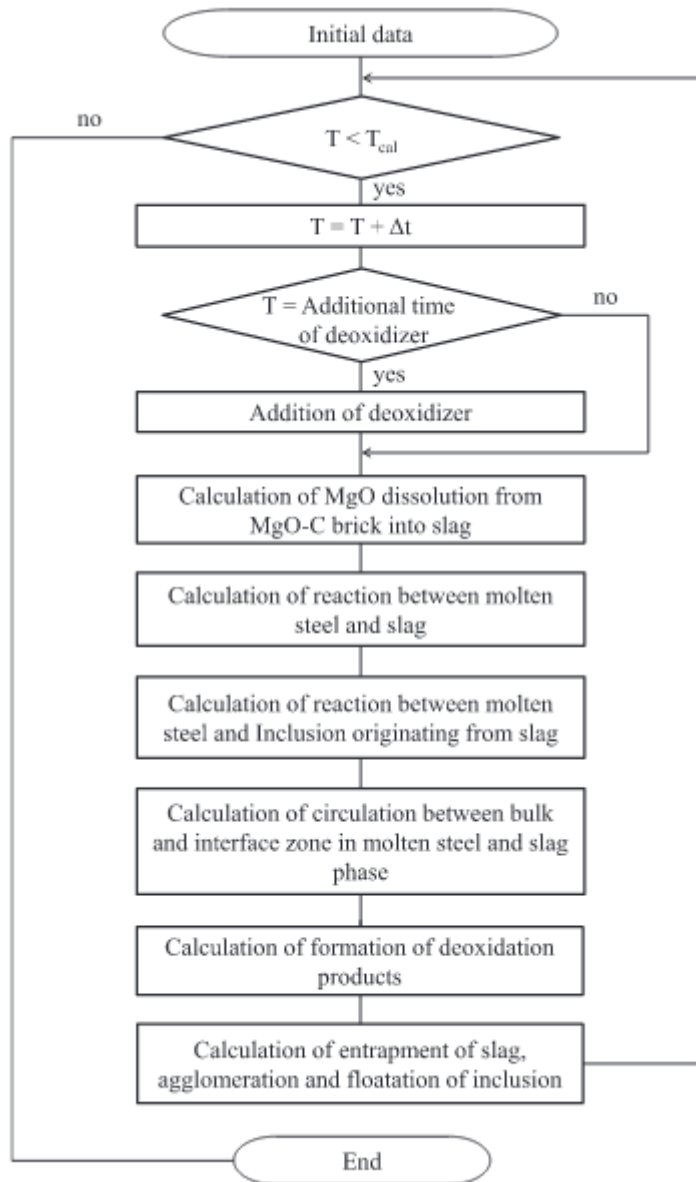 Initial data
no
T < T_cal
yes
T = T + Δt
T = Additional time
of deoxidizer
no
yes
Addition of deoxidizer
Calculation of MgO dissolution from
MgO-C brick into slag
Calculation of reaction between molten
steel and slag
Calculation of reaction between molten
steel and Inclusion originating from slag
Calculation of circulation between bulk
and interface zone in molten steel and slag
phase
Calculation of formation of deoxidation
products
Calculation of entrapment of slag,
agglomeration and floatation of inclusion
End